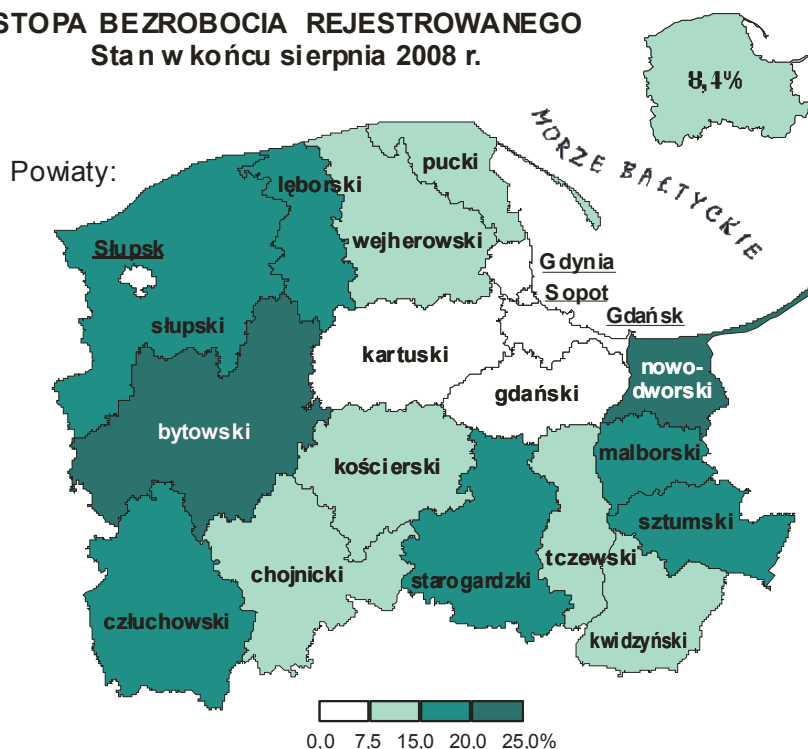 STOPA BEZROBOCIA REJESTROWANEGO
Stan w końcu sierpnia 2008 r.
8,4%
Powiaty:
MORZE BAŁTYCKIE
pucki
lęborski
wejherowski
Słupsk
Gdynia
Sopot
Gdańsk
słupski
kartuski
nowo-
dworski
gdański
bytowski
malborski
kościerski
sztumski
tczewski
chojnicki
starogardzki
człuchowski
kwidzyński
0,0 7,5 15,0 20,0 25,0%